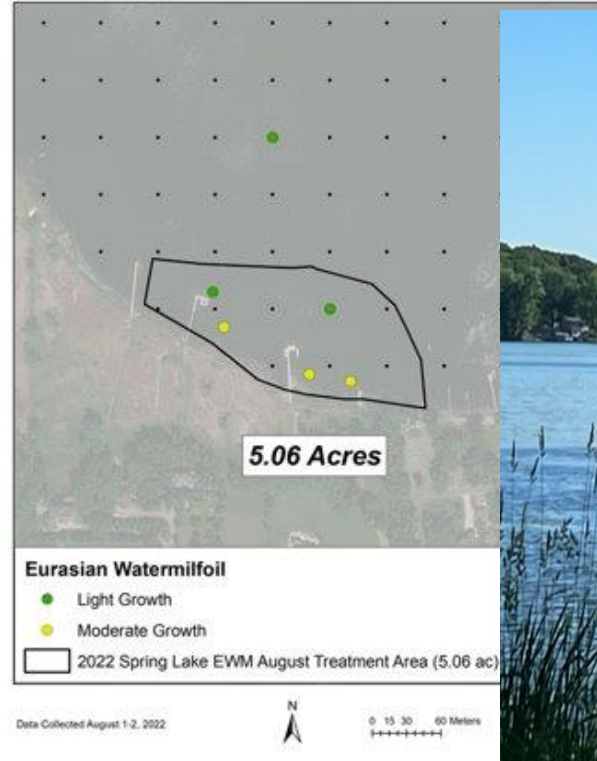 5.06 Acres
Eurasian Watermilfoil
Light Growth
Moderate Growth
2022 Spring Lake EWM August Treatment Area (5.06 ac)
Data Collected August 1-2, 2022
N
0 15 30 60 Meters